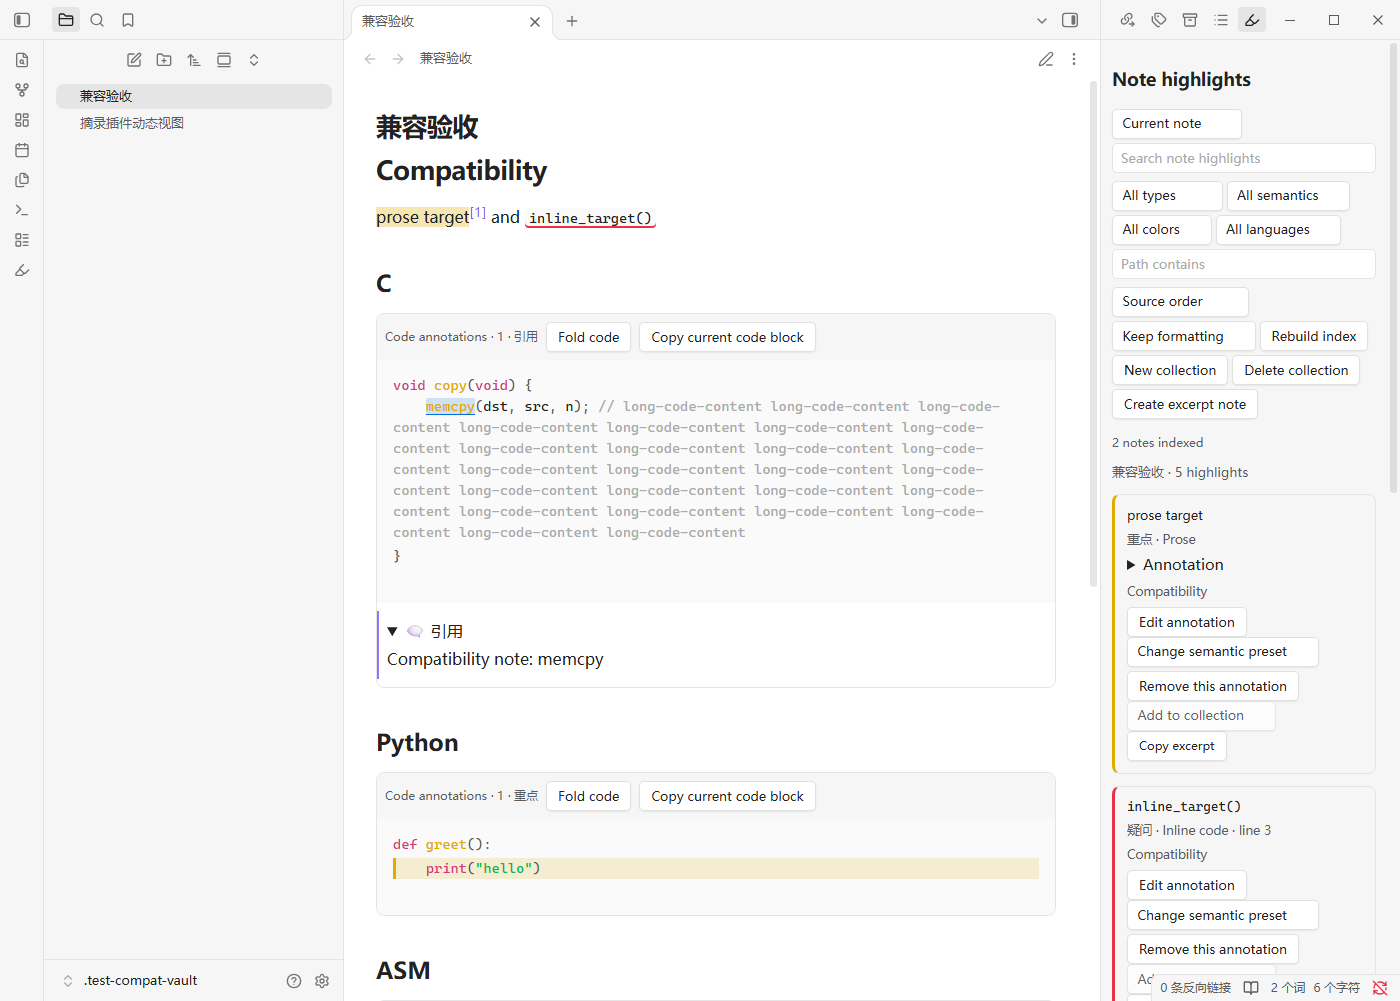 兼容验收
兼容验收
兼容验收
摘录插件动态视图
.test-compat-vault
兼容验收
Compatibility
prose target[1] and inline_target()
C
Code annotations · 1 · 引用 Fold code Copy current code block
void copy(void) {
memcpy(dst, src, n); // long-code-content long-code-content long-code-
content long-code-content long-code-content long-code-content long-code-
content long-code-content long-code-content long-code-content long-code-
content long-code-content long-code-content long-code-content long-code-
content long-code-content long-code-content long-code-content long-code-
content long-code-content long-code-content long-code-content long-code-
content long-code-content long-code-content
}
引用
Compatibility note: memcpy
Python
Code annotations · 1 · 重点 Fold code Copy current code block
def greet():
print("hello")
ASM
Note highlights
Current note
Search note highlights
All types All semantics
All colors All languages
Path contains
Source order
Keep formatting Rebuild index
New collection Delete collection
Create excerpt note
2 notes indexed
兼容验收 · 5 highlights
prose target
重点 · Prose
Annotation
Compatibility
Edit annotation
Change semantic preset
Remove this annotation
Add to collection
Copy excerpt
inline_target()
疑问 · Inline code · line 3
Compatibility
Edit annotation
Change semantic preset
Remove this annotation
0 条反向链接 2 个词 6 个字符